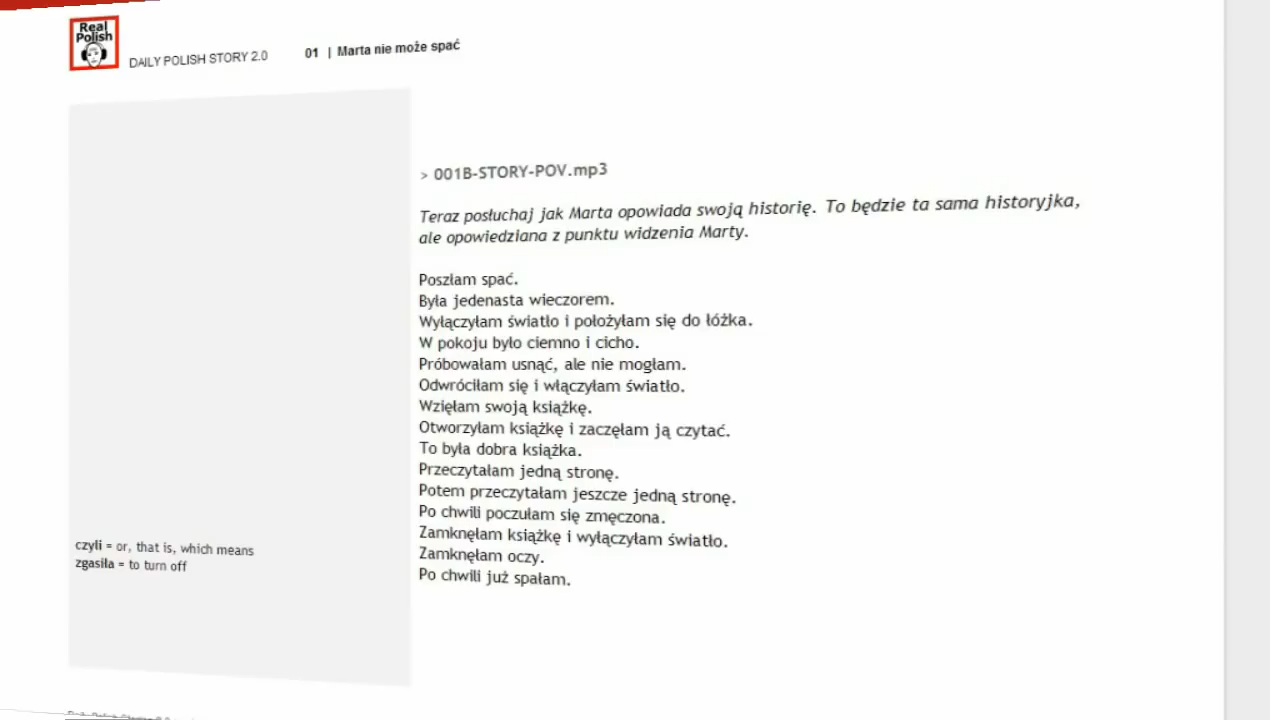 Real
Polish
DAILY POLISH STORY 2.0
01 | Marta nie może spać
> 001B-STORY-POV.mp3
Teraz posłuchaj jak Marta opowiada swoją historię. To będzie ta sama historyjka,
ale opowiedziana z punktu widzenia Marty.
Poszłam spać.
Była jedenasta wieczorem.
Wyłączyłam światło i położyłam się do łóżka.
W pokoju było ciemno i cicho.
Próbowałam usnąć, ale nie mogłam.
Odwróciłam się i włączyłam światło.
Wzięłam swoją książkę.
Otworzyłam książkę i zaczęłam ją czytać.
To była dobra książka.
Przeczytałam jedną stronę.
Potem przeczytałam jeszcze jedną stronę.
Po chwili poczułam się zmęczona.
Zamknęłam książkę i wyłączyłam światło.
Zamknęłam oczy.
Po chwili już spałam.
czyli = or, that is, which means
zgasiła = to turn off